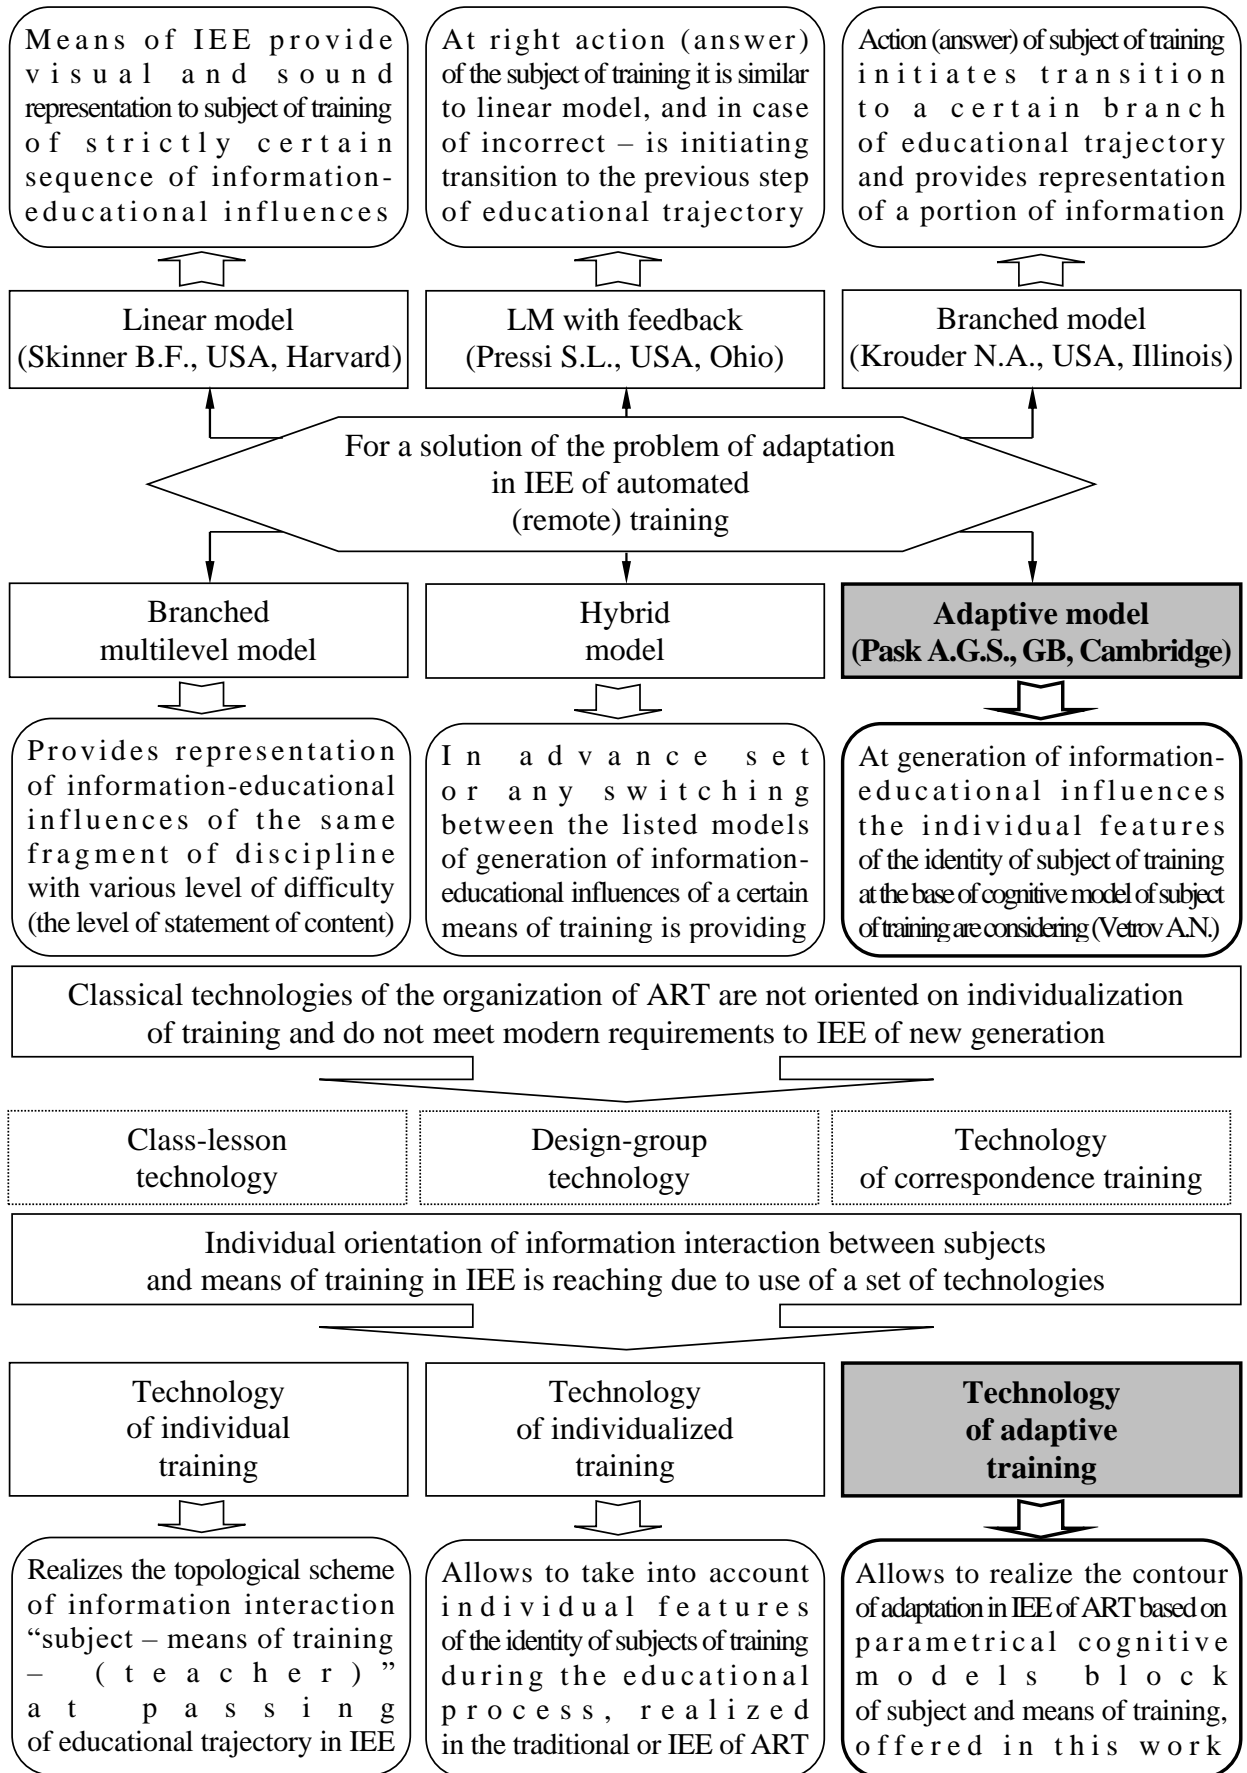 Means of IEE provide
visual and sound
representation to subject of training
of strictly certain
sequence of information-
educational influences
At right action (answer)
of the subject of training it is similar
to linear model, and in case
of incorrect – is initiating
transition to the previous step
of educational trajectory
Action (answer) of subject of training
initiates transition
to a certain branch
of educational trajectory
and provides representation
of a portion of information
Linear model
(Skinner B.F., USA, Harvard)
LM with feedback
(Pressi S.L., USA, Ohio)
Branched model
(Krouder N.A., USA, Illinois)
For a solution of the problem of adaptation
in IEE of automated
(remote) training
Branched
multilevel model
Hybrid
model
Adaptive model
(Pask A.G.S., GB, Cambridge)
Provides representation
of information-educational
influences of the same
fragment of discipline
with various level of difficulty
(the level of statement of content)
In advance set
or any switching
between the listed models
of generation of information-
educational influences of a certain
means of training is providing
At generation of information-
educational influences
the individual features
of the identity of subject of training
at the base of cognitive model of subject
of training are considering (Vetrov A.N.)
Classical technologies of the organization of ART are not oriented on individualization
of training and do not meet modern requirements to IEE of new generation
Class-lesson
technology
Design-group
technology
Technology
of correspondence training
Individual orientation of information interaction between subjects
and means of training in IEE is reaching due to use of a set of technologies
Technology
of individual
training
Technology
of individualized
training
Technology
of adaptive
training
Realizes the topological scheme
of information interaction
“subject – means of training
– (teacher)”
at passing
of educational trajectory in IEE
Allows to take into account
individual features
of the identity of subjects of training
during the educational
process, realized
in the traditional or IEE of ART
Allows to realize the contour
of adaptation in IEE of ART based on
parametrical cognitive
models block
of subject and means of training,
offered in this work